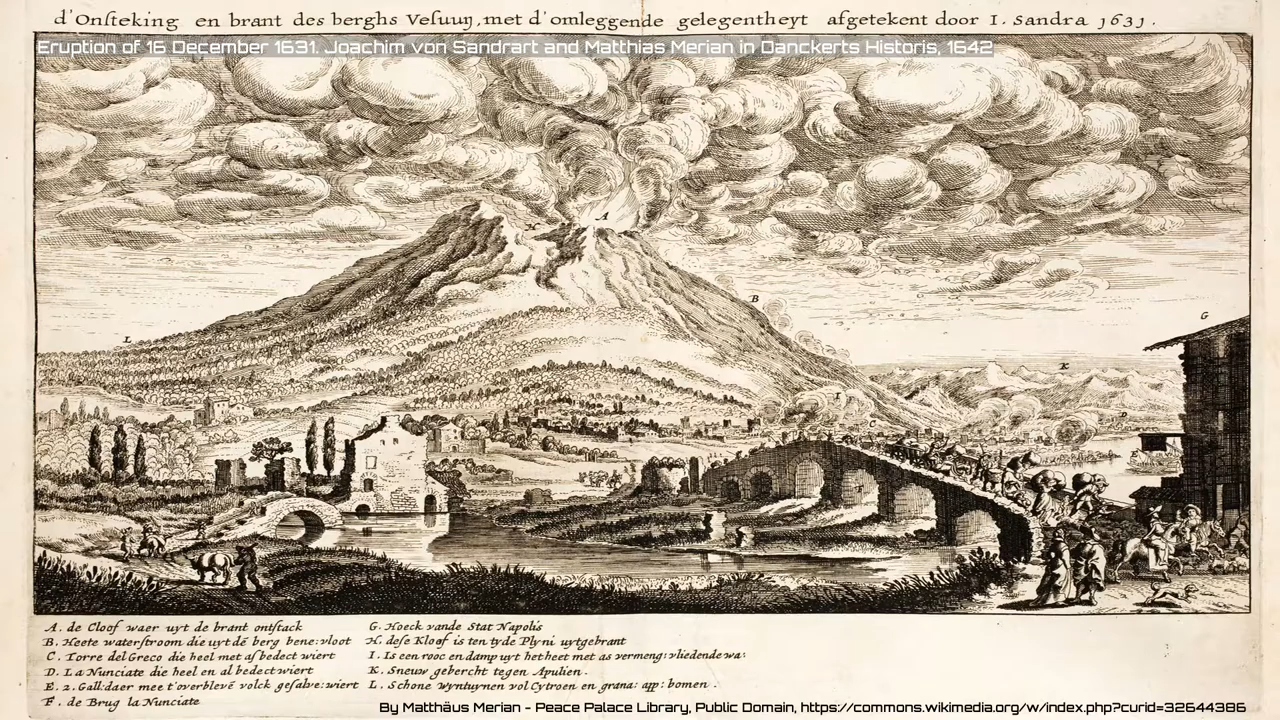 d'Onsteking en brant des berghs Vesuuij, met d'omleggende gelegentheyt afgetekent door I. Sandra 1631.
Eruption of 16 December 1631. Joachim von Sandrart and Matthias Merian in Danckerts Historis, 1642
A
B
L
G
K
I
C
D
A. de Cloof waer uyt de brant ontstack
B. Heete waterstroom die uyt dē berg bene: vloot
C. Torre del Greco die heel met as bedect wiert
D. La Nunciate die heel en al bedect wiert
E. 2. Gall: daer mee t'overblevē volck gesalve: wiert
F. de Brug la Nunciate
G. Hoeck vande Stat Napolis
H. dese Kloof is ten tyde Plyni uytgebrant
I. Is een rooc en damp uyt het heet met as vermeng: vliedende wa:
K. Sneuw gebercht tegen Apulien.
L. Schone Wyntuynen vol Cytroen en grana: app: bomen.
By Matthäus Merian - Peace Palace Library, Public Domain, https://commons.wikimedia.org/w/index.php?curid=32644386